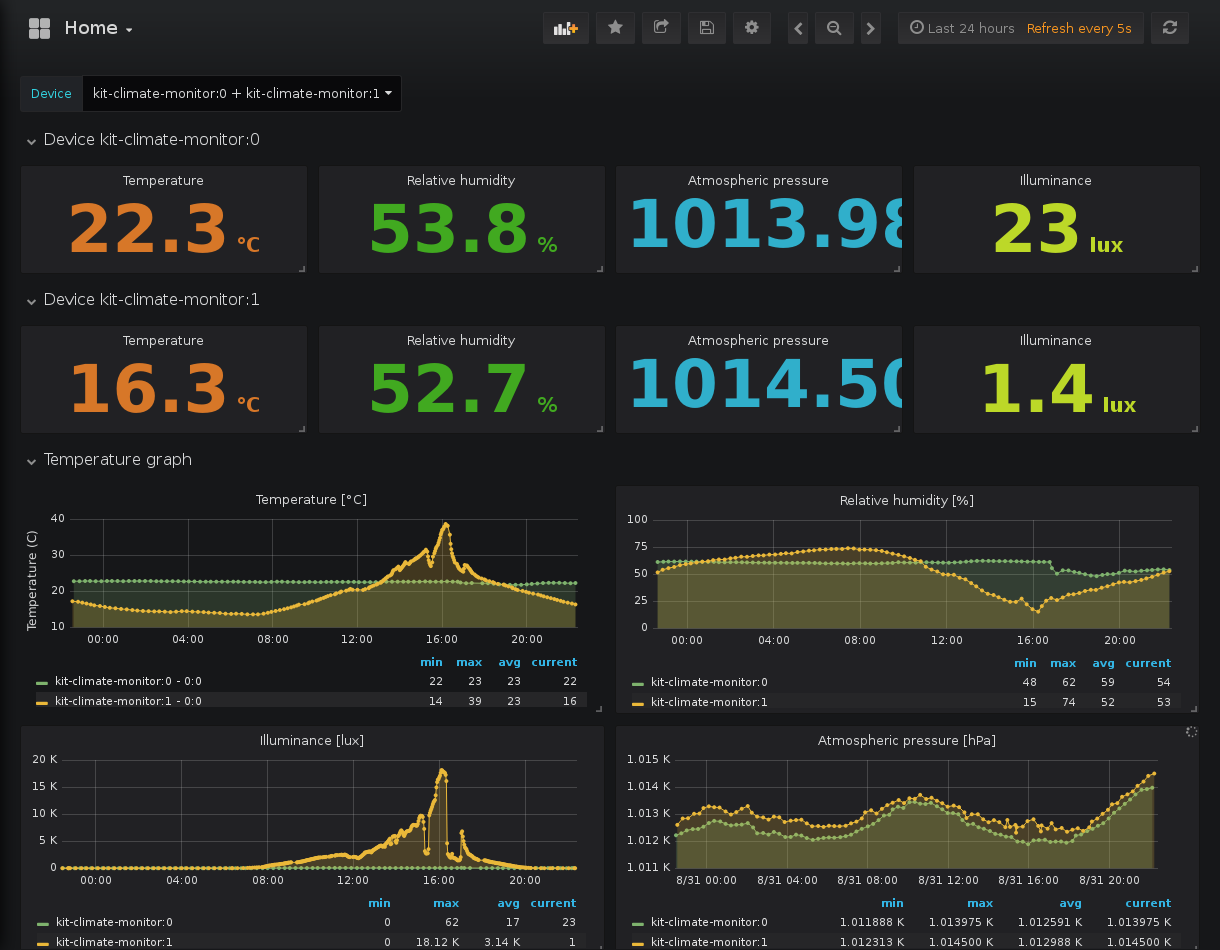 Home
Last 24 hours Refresh every 5s
Device kit-climate-monitor:0 + kit-climate-monitor:1
Device kit-climate-monitor:0
Temperature Relative humidity Atmospheric pressure Illuminance
22.3 °C 53.8 % 1013.98 23 lux
Device kit-climate-monitor:1
Temperature Relative humidity Atmospheric pressure Illuminance
16.3 °C 52.7 % 1014.50 1.4 lux
Temperature graph
Temperature [°C]
Temperature (C)
40
30
20
10
00:00 04:00 08:00 12:00 16:00 20:00
min max avg current
kit-climate-monitor:0 - 0:0 22 23 23 22
kit-climate-monitor:1 - 0:0 14 39 23 16
Relative humidity [%]
100
75
50
25
0
00:00 04:00 08:00 12:00 16:00 20:00
min max avg current
kit-climate-monitor:0 48 62 59 54
kit-climate-monitor:1 15 74 52 53
Illuminance [lux]
20 K
15 K
10 K
5 K
0
00:00 04:00 08:00 12:00 16:00 20:00
min max avg current
kit-climate-monitor:0 0 62 17 23
kit-climate-monitor:1 0 18.12 K 3.14 K 1
Atmospheric pressure [hPa]
1.015 K
1.014 K
1.013 K
1.012 K
1.011 K
8/31 00:00 8/31 04:00 8/31 08:00 8/31 12:00 8/31 16:00 8/31 20:00
min max avg current
kit-climate-monitor:0 1.011888 K 1.013975 K 1.012591 K 1.013975 K
kit-climate-monitor:1 1.012313 K 1.014500 K 1.012988 K 1.014500 K